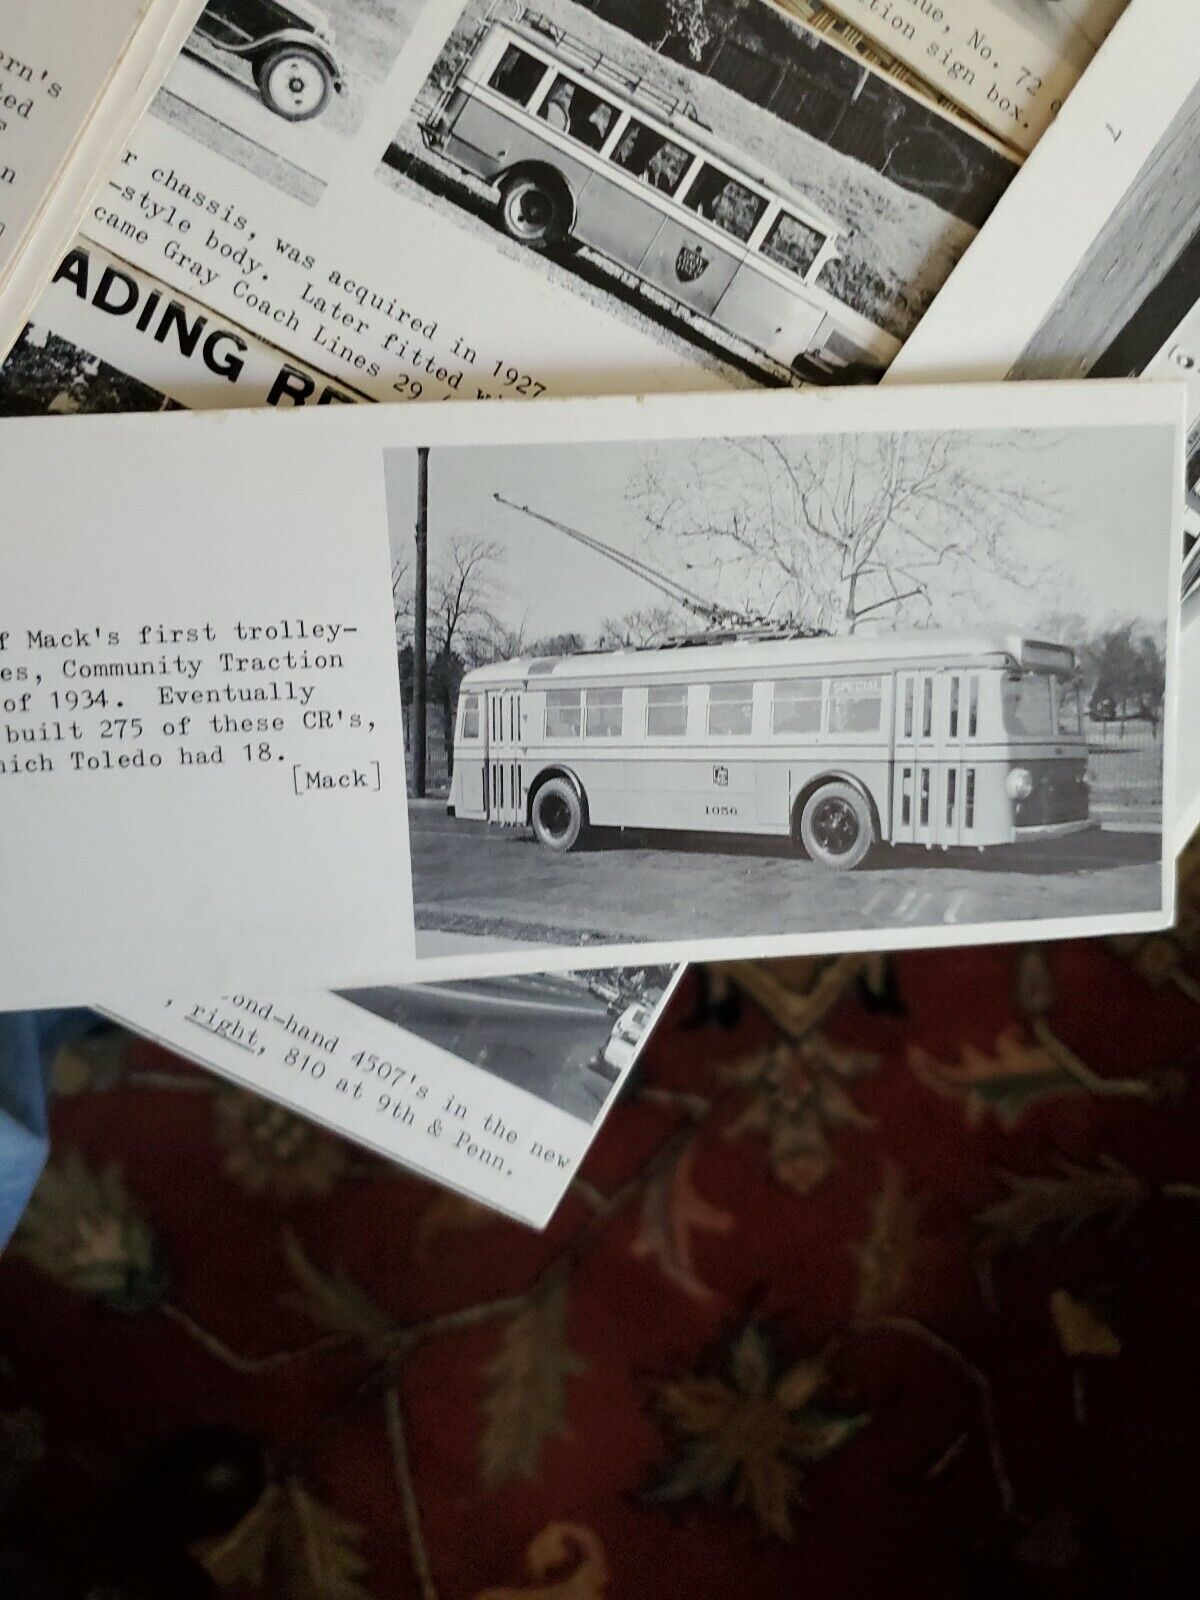 ern's
ted
n
nue, No. 72
tion sign box.
7
r chassis, was acquired in 1927
-style body. Later fitted wi
came Gray Coach Lines 29
ADING RE
f Mack's first trolley-
es, Community Traction
of 1934. Eventually
built 275 of these CR's,
hich Toledo had 18.
[Mack]
SPECIAL
1056
ond-hand 4507's in the new
, right, 810 at 9th & Penn.